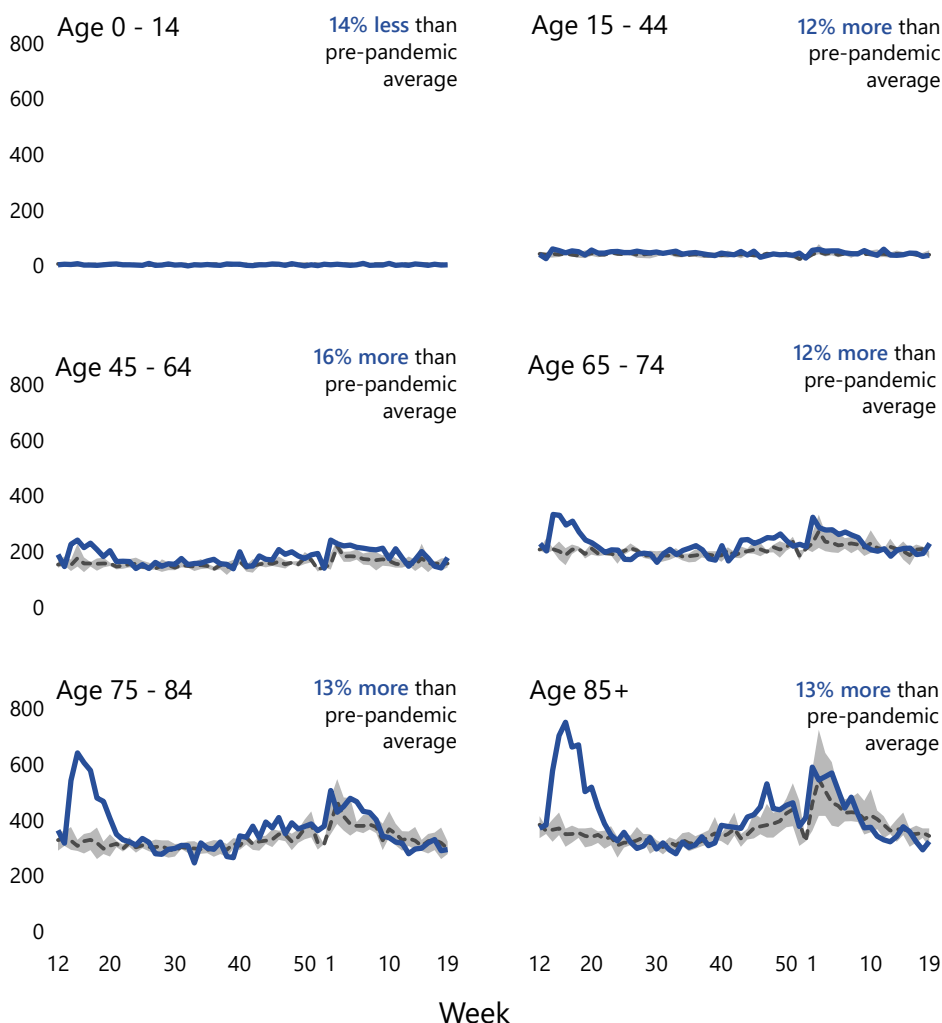 Age 0 - 14
14% less than
pre-pandemic
average
800
600
400
200
0
Age 15 - 44
12% more than
pre-pandemic
average
Age 45 - 64
16% more than
pre-pandemic
average
800
600
400
200
0
Age 65 - 74
12% more than
pre-pandemic
average
Age 75 - 84
13% more than
pre-pandemic
average
800
600
400
200
0
Age 85+
13% more than
pre-pandemic
average
12 20 30 40 50 1 10 19
12 20 30 40 50 1 10 19
Week